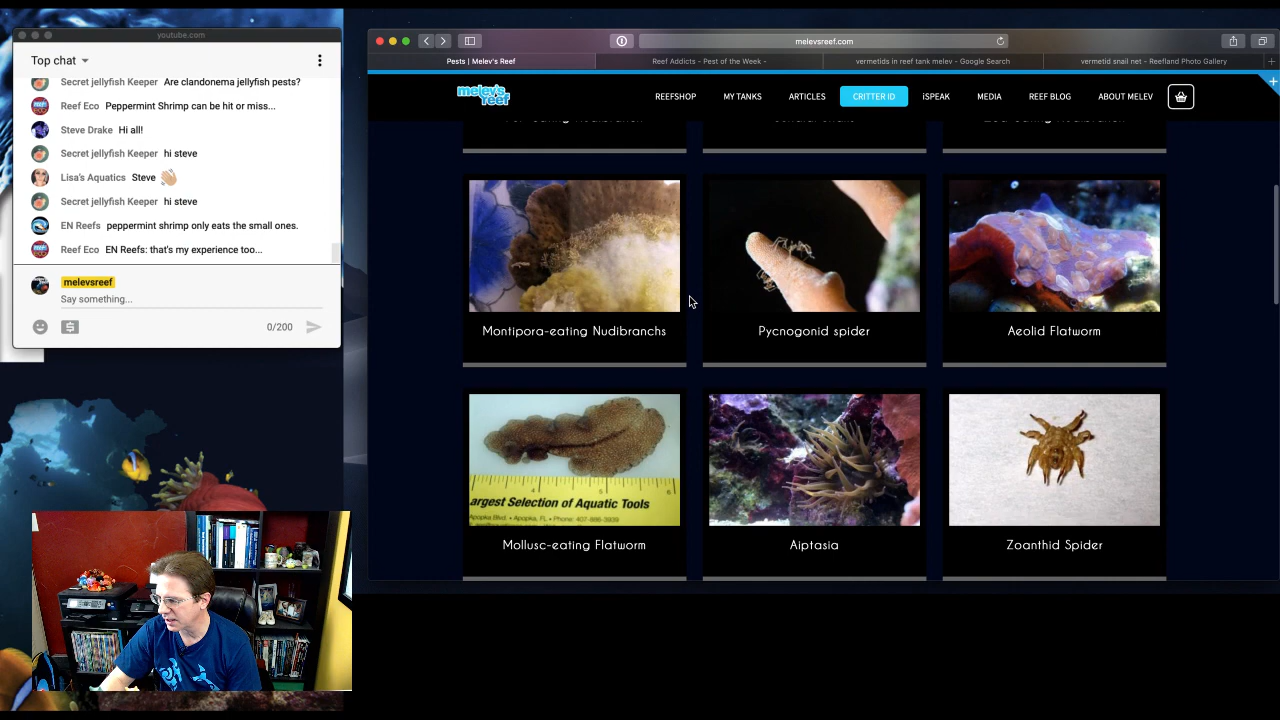 youtube.com
Top chat
Secret jellyfish Keeper Are clandonema jellyfish pests?
Reef Eco Peppermint Shrimp can be hit or miss...
Steve Drake Hi all!
Secret jellyfish Keeper hi steve
Lisa's Aquatics Steve
Secret jellyfish Keeper hi steve
EN Reefs peppermint shrimp only eats the small ones.
Reef Eco EN Reefs: that's my experience too...
melevsreef
Say something...
0/200
melevsreef.com
Pests | Melev's Reef
Reef Addicts - Pest of the Week -
vermetids in reef tank melev - Google Search
vermetid snail net - Reefland Photo Gallery
melev's reef
REEFSHOP
MY TANKS
ARTICLES
CRITTER ID
iSPEAK
MEDIA
REEF BLOG
ABOUT MELEV
Montipora-eating Nudibranchs
Pycnogonid spider
Aeolid Flatworm
argest Selection of Aquatic Tools
Mollusc-eating Flatworm
Aiptasia
Zoanthid Spider